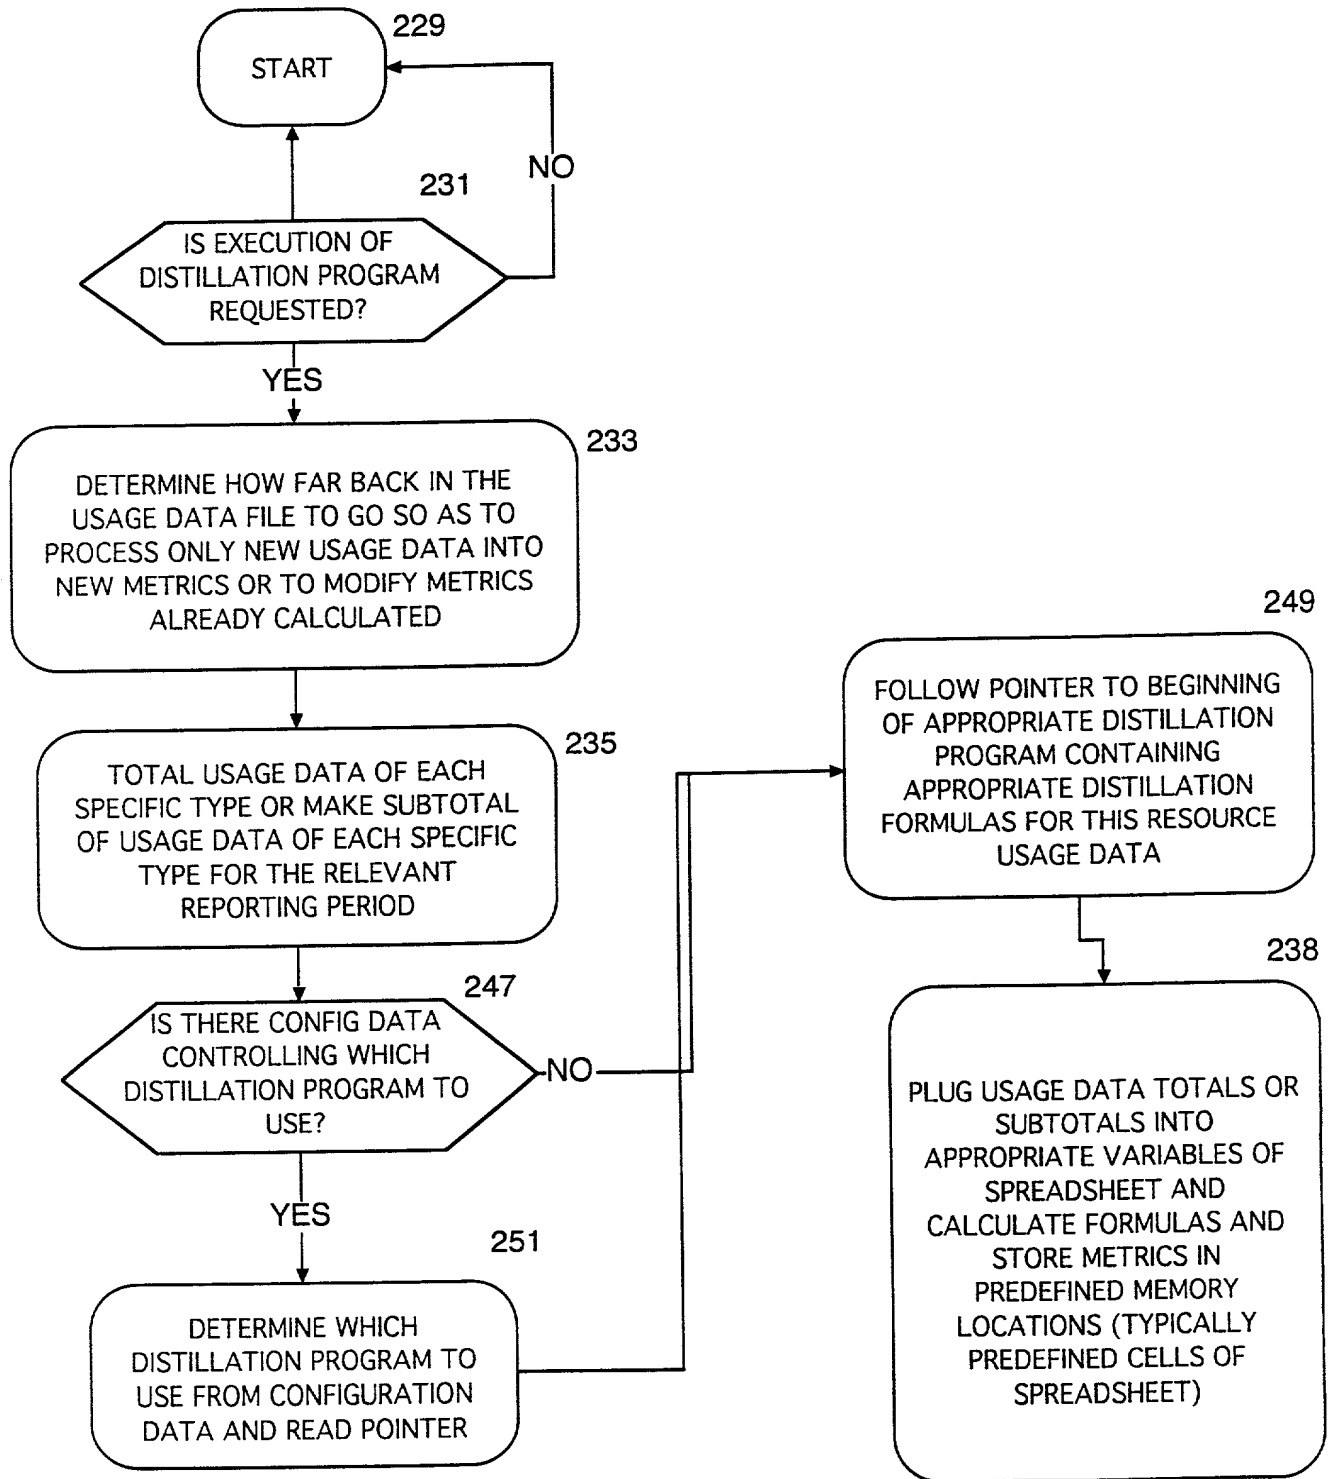 229
START
NO
231
IS EXECUTION OF
DISTILLATION PROGRAM
REQUESTED?
YES
233
DETERMINE HOW FAR BACK IN THE
USAGE DATA FILE TO GO SO AS TO
PROCESS ONLY NEW USAGE DATA INTO
NEW METRICS OR TO MODIFY METRICS
ALREADY CALCULATED
235
TOTAL USAGE DATA OF EACH
SPECIFIC TYPE OR MAKE SUBTOTAL
OF USAGE DATA OF EACH SPECIFIC
TYPE FOR THE RELEVANT
REPORTING PERIOD
247
IS THERE CONFIG DATA
CONTROLLING WHICH
DISTILLATION PROGRAM TO
USE?
NO
YES
251
DETERMINE WHICH
DISTILLATION PROGRAM TO
USE FROM CONFIGURATION
DATA AND READ POINTER
249
FOLLOW POINTER TO BEGINNING
OF APPROPRIATE DISTILLATION
PROGRAM CONTAINING
APPROPRIATE DISTILLATION
FORMULAS FOR THIS RESOURCE
USAGE DATA
238
PLUG USAGE DATA TOTALS OR
SUBTOTALS INTO
APPROPRIATE VARIABLES OF
SPREADSHEET AND
CALCULATE FORMULAS AND
STORE METRICS IN
PREDEFINED MEMORY
LOCATIONS (TYPICALLY
PREDEFINED CELLS OF
SPREADSHEET)